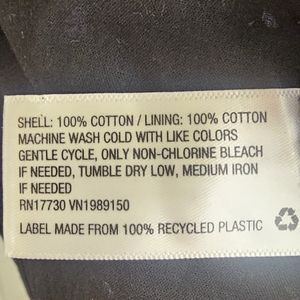 SHELL: 100% COTTON / LINING: 100% COTTON
MACHINE WASH COLD WITH LIKE COLORS
GENTLE CYCLE, ONLY NON-CHLORINE BLEACH
IF NEEDED, TUMBLE DRY LOW, MEDIUM IRON
IF NEEDED
RN17730 VN1989150
LABEL MADE FROM 100% RECYCLED PLASTIC